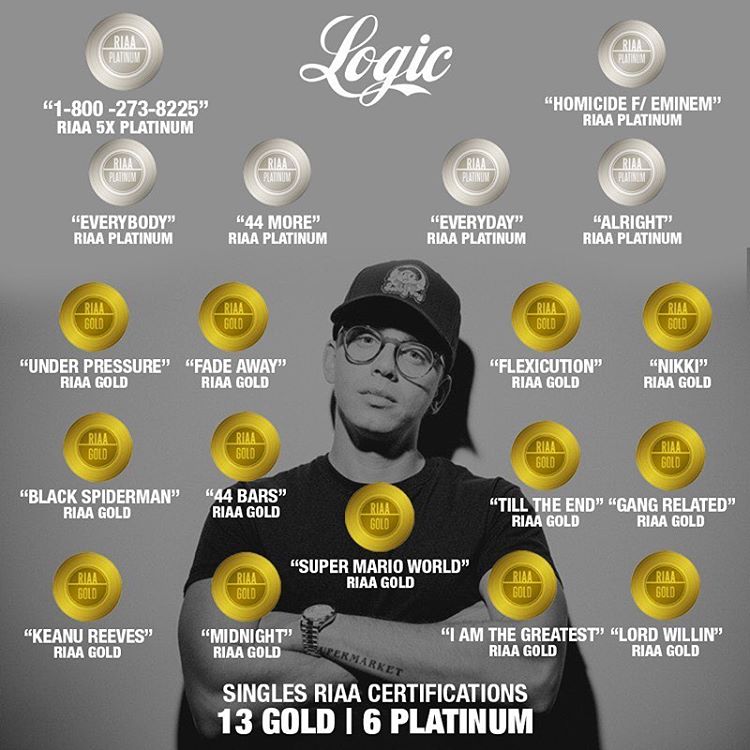 Logic
RIAA
PLATINUM
"1-800 -273-8225"
RIAA 5X PLATINUM
RIAA
PLATINUM
"HOMICIDE F/ EMINEM"
RIAA PLATINUM
RIAA
PLATINUM
"EVERYBODY"
RIAA PLATINUM
RIAA
PLATINUM
"44 MORE"
RIAA PLATINUM
RIAA
PLATINUM
"EVERYDAY"
RIAA PLATINUM
RIAA
PLATINUM
"ALRIGHT"
RIAA PLATINUM
RIAA
GOLD
"UNDER PRESSURE"
RIAA GOLD
RIAA
GOLD
"FADE AWAY"
RIAA GOLD
RIAA
GOLD
"FLEXICUTION"
RIAA GOLD
RIAA
GOLD
"NIKKI"
RIAA GOLD
RIAA
GOLD
"BLACK SPIDERMAN"
RIAA GOLD
RIAA
GOLD
"44 BARS"
RIAA GOLD
RIAA
GOLD
"TILL THE END"
RIAA GOLD
RIAA
GOLD
"GANG RELATED"
RIAA GOLD
RIAA
GOLD
"SUPER MARIO WORLD"
RIAA GOLD
RIAA
GOLD
"KEANU REEVES"
RIAA GOLD
RIAA
GOLD
"MIDNIGHT"
RIAA GOLD
RIAA
GOLD
"I AM THE GREATEST"
RIAA GOLD
RIAA
GOLD
"LORD WILLIN"
RIAA GOLD
SUPERMARKET
SINGLES RIAA CERTIFICATIONS
13 GOLD | 6 PLATINUM